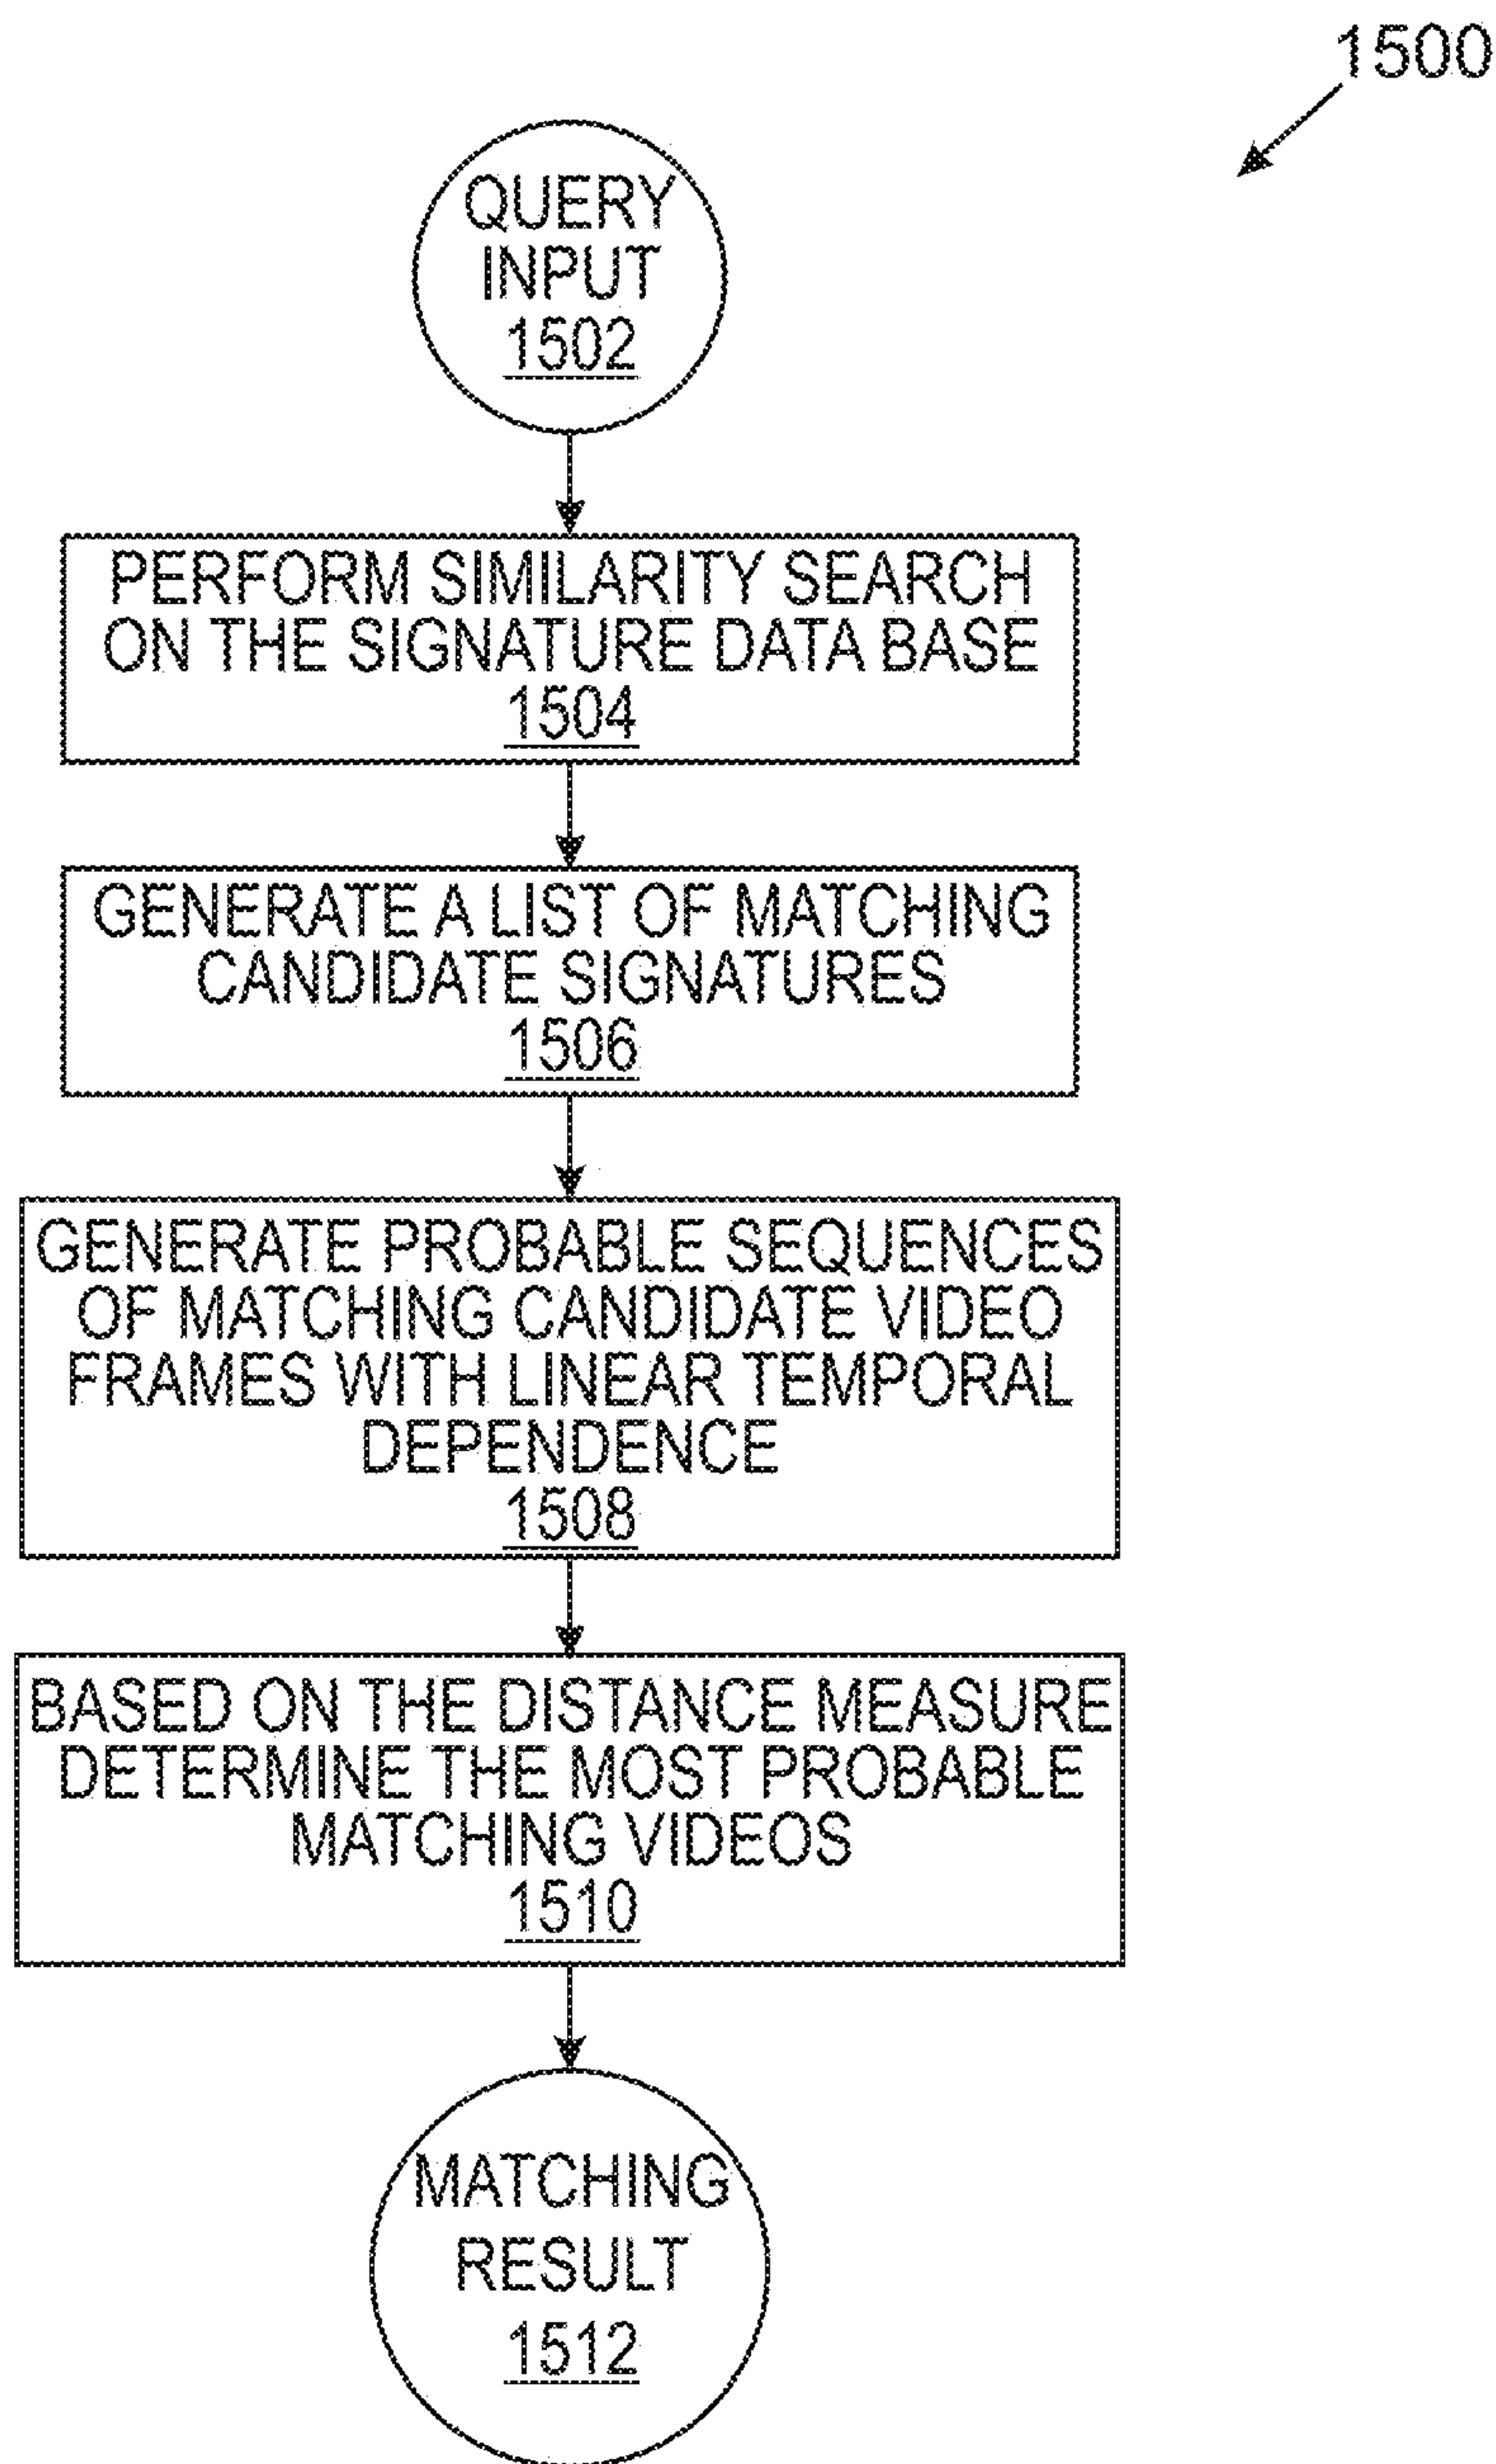 1500
QUERY
INPUT
1502
PERFORM SIMILARITY SEARCH
ON THE SIGNATURE DATA BASE
1504
GENERATE A LIST OF MATCHING
CANDIDATE SIGNATURES
1506
GENERATE PROBABLE SEQUENCES
OF MATCHING CANDIDATE VIDEO
FRAMES WITH LINEAR TEMPORAL
DEPENDENCE
1508
BASED ON THE DISTANCE MEASURE
DETERMINE THE MOST PROBABLE
MATCHING VIDEOS
1510
MATCHING
RESULT
1512